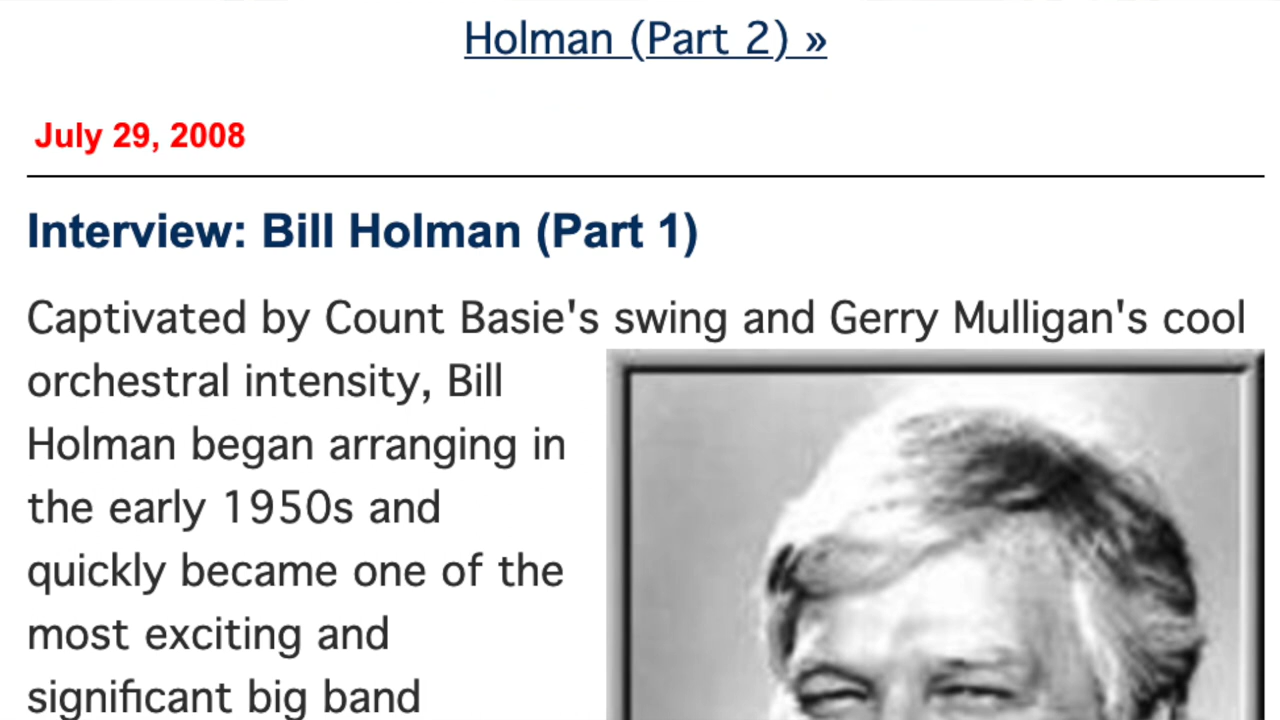 Holman (Part 2) »
July 29, 2008
Interview: Bill Holman (Part 1)
Captivated by Count Basie's swing and Gerry Mulligan's cool
orchestral intensity, Bill
Holman began arranging in
the early 1950s and
quickly became one of the
most exciting and
significant big band